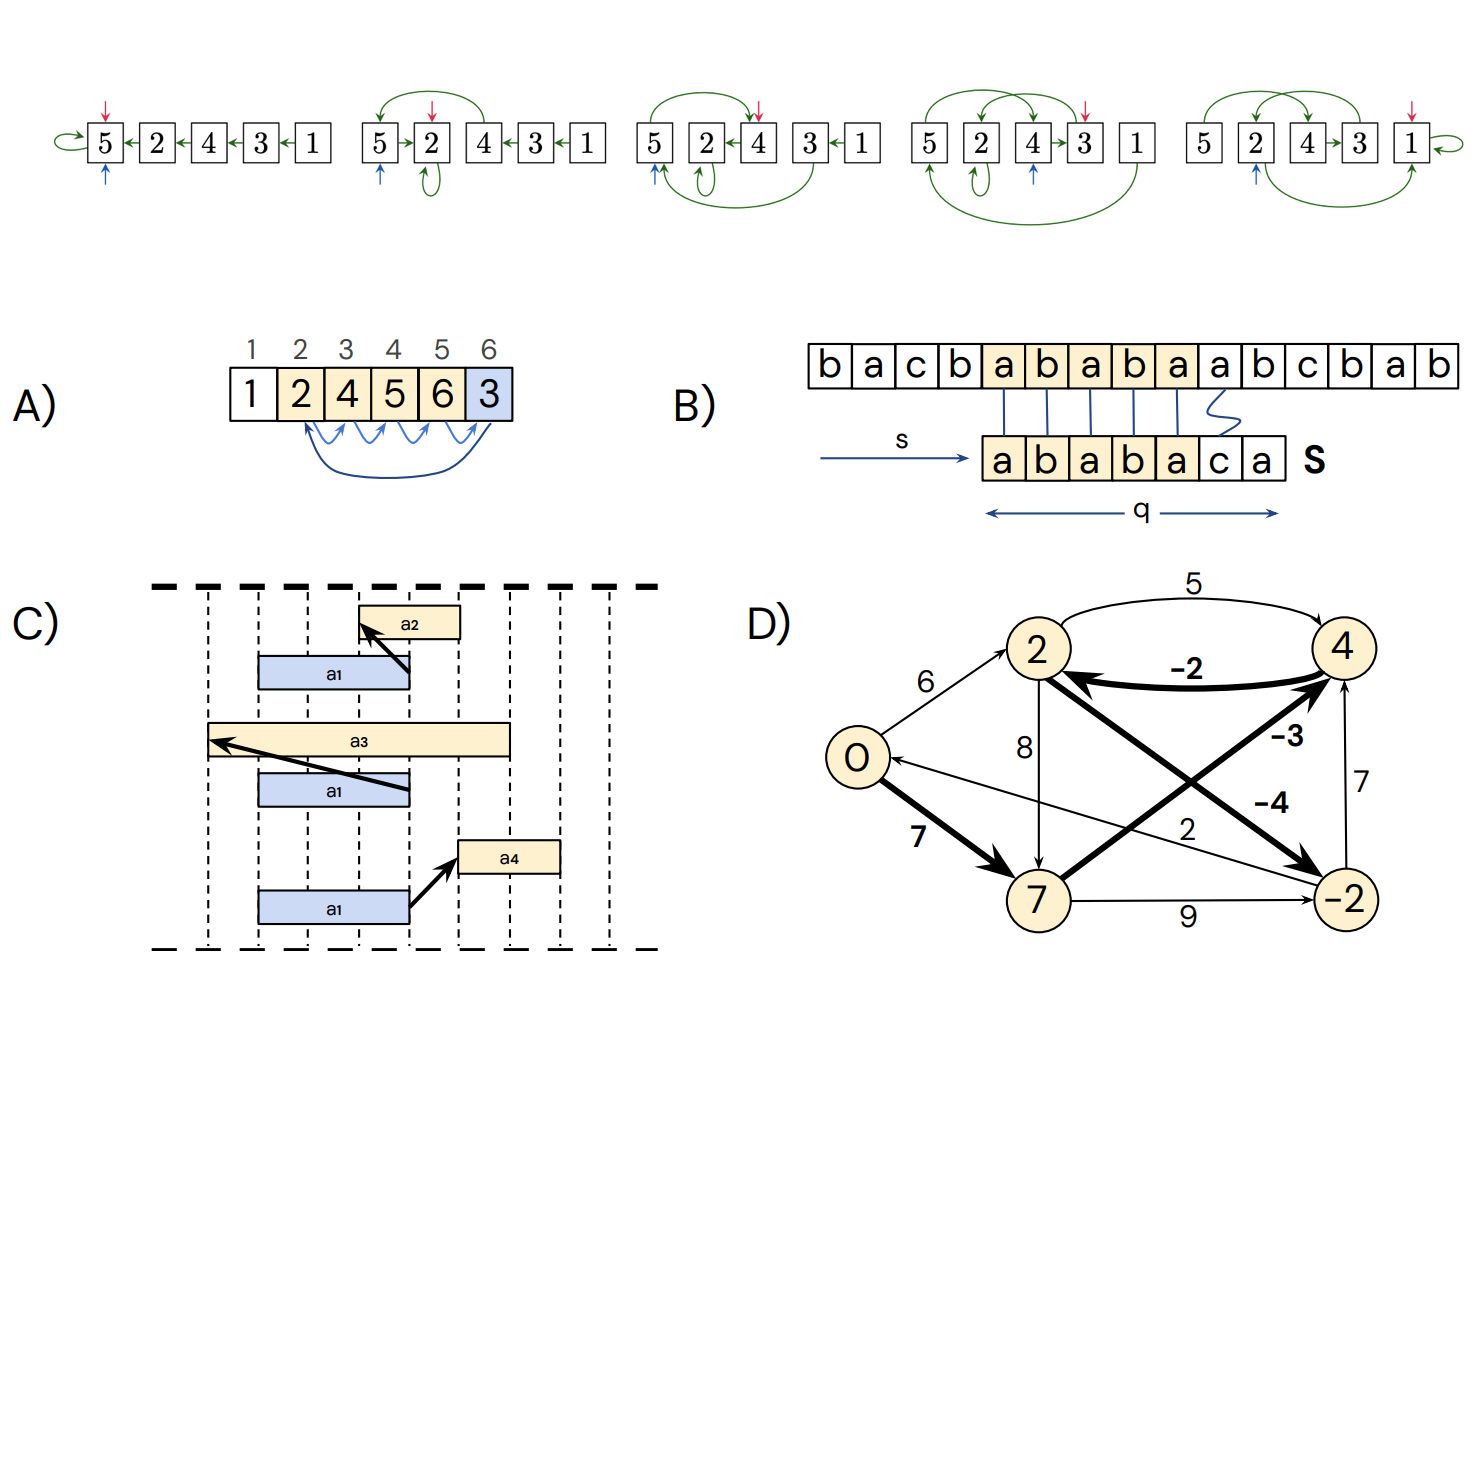 5 2 4 3 1 5 2 4 3 1 5 2 4 3 1 5 2 4 3 1 5 2 4 3 1
A)
1 2 3 4 5 6
1 2 4 5 6 3
B)
b a c b a b a b a a b c b a b
s
a b a b a c a S
q
C)
a2
a1
a3
a1
a4
a1
D)
5
2
4
-2
6
-3
8
0
7
-4
7
2
7
-2
9